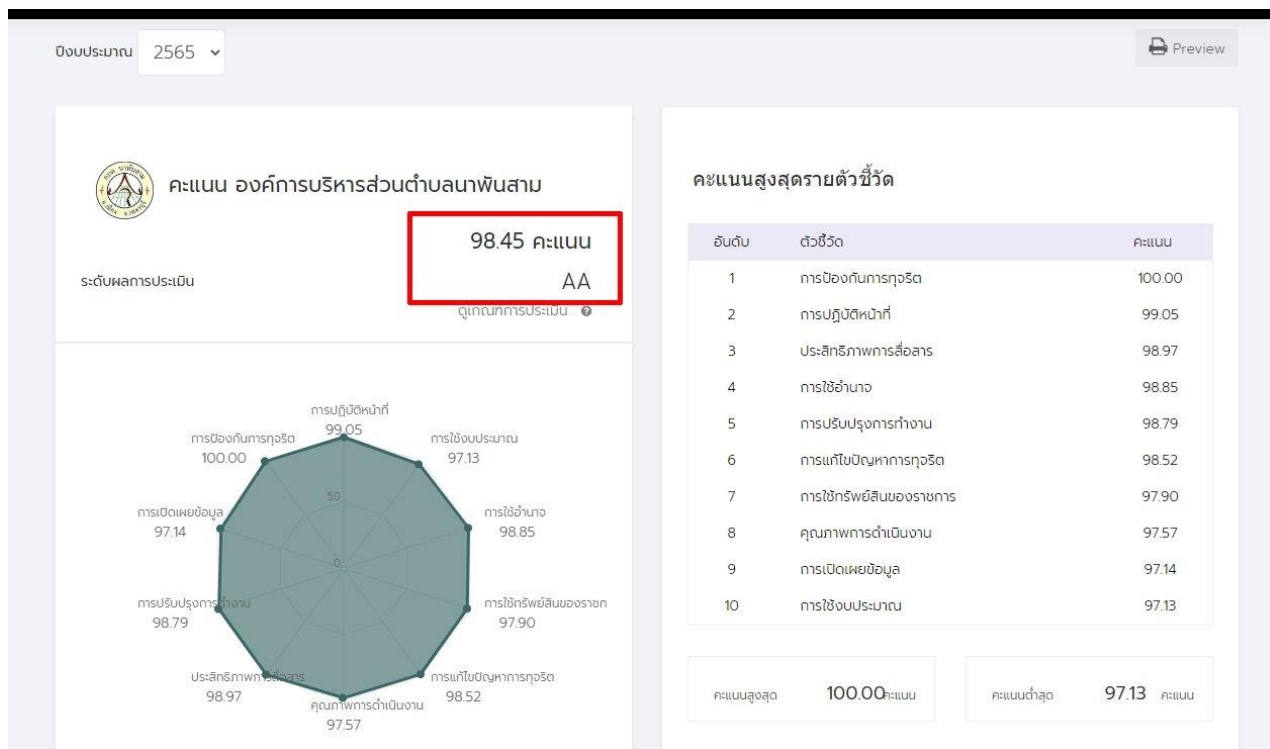 ปีงบประมาณ 2565
Preview
คะแนน องค์การบริหารส่วนตำบลนาพันสาม
98.45 คะแนน
ระดับผลการประเมิน AA
ดูเกณฑ์การประเมิน
การปฏิบัติหน้าที่
99.05
การป้องกันการทุจริต
100.00
การใช้งบประมาณ
97.13
50
การเปิดเผยข้อมูล
97.14
การใช้อำนาจ
98.85
0
การปรับปรุงการทำงาน
98.79
การใช้ทรัพย์สินของราชก
97.90
ประสิทธิภาพการสื่อสาร
98.97
การแก้ไขปัญหาการทุจริต
98.52
คุณภาพการดำเนินงาน
97.57
คะแนนสูงสุดรายตัวชี้วัด
อันดับ ตัวชี้วัด คะแนน
1 การป้องกันการทุจริต 100.00
2 การปฏิบัติหน้าที่ 99.05
3 ประสิทธิภาพการสื่อสาร 98.97
4 การใช้อำนาจ 98.85
5 การปรับปรุงการทำงาน 98.79
6 การแก้ไขปัญหาการทุจริต 98.52
7 การใช้ทรัพย์สินของราชการ 97.90
8 คุณภาพการดำเนินงาน 97.57
9 การเปิดเผยข้อมูล 97.14
10 การใช้งบประมาณ 97.13
คะแนนสูงสุด 100.00คะแนน
คะแนนต่ำสุด 97.13 คะแนน